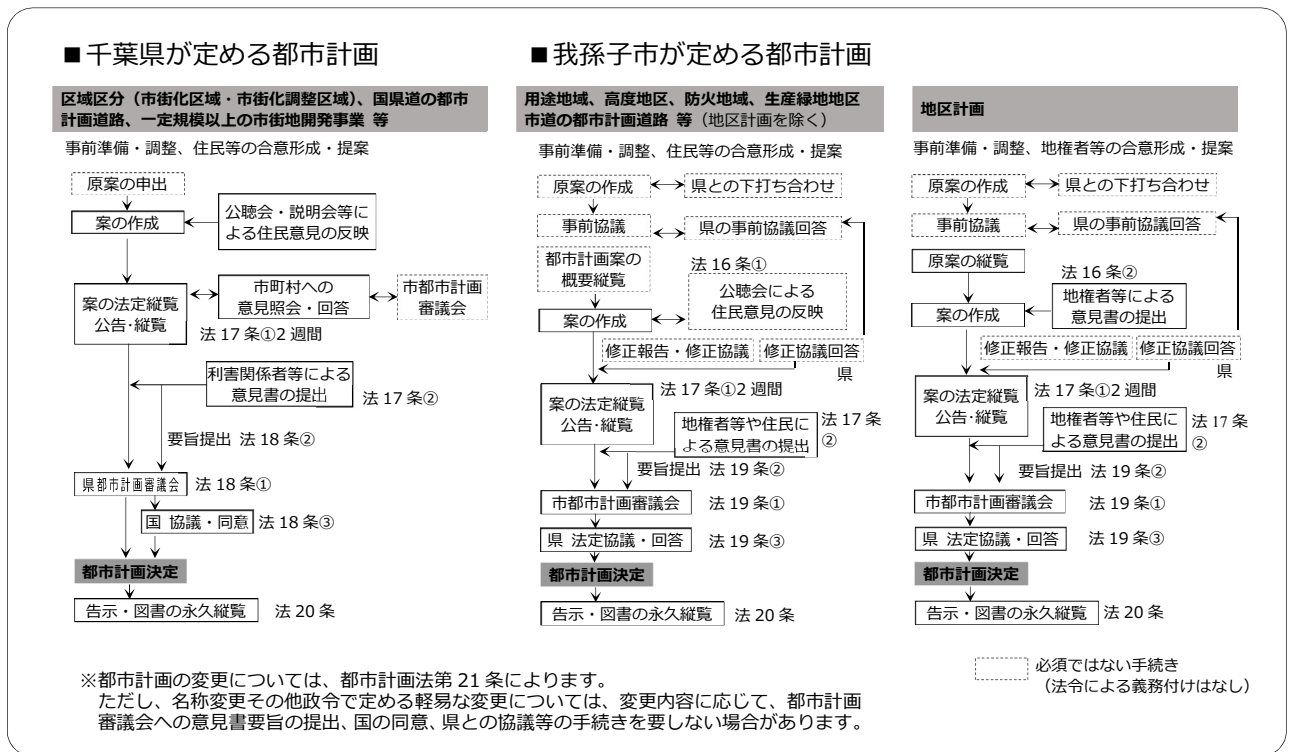 ■千葉県が定める都市計画
区域区分（市街化区域・市街化調整区域）、国県道の都市
計画道路、一定規模以上の市街地開発事業 等
事前準備・調整、住民等の合意形成・提案
原案の申出
案の作成
公聴会・説明会等に
よる住民意見の反映
案の法定縦覧
公告・縦覧
市町村への
意見照会・回答
市都市計画
審議会
法 17 条①2 週間
利害関係者等による
意見書の提出
法 17 条②
要旨提出 法 18 条②
県都市計画審議会
法 18 条①
国 協議・同意
法 18 条③
都市計画決定
告示・図書の永久縦覧
法 20 条
■我孫子市が定める都市計画
用途地域、高度地区、防火地域、生産緑地地区
市道の都市計画道路 等（地区計画を除く）
事前準備・調整、住民等の合意形成・提案
原案の作成
県との下打ち合わせ
事前協議
県の事前協議回答
都市計画案の
概要縦覧
法 16 条①
公聴会による
住民意見の反映
案の作成
修正報告・修正協議
修正協議回答
県
法 17 条①2 週間
案の法定縦覧
公告・縦覧
地権者等や住民に
よる意見書の提出
法 17 条
②
要旨提出 法 19 条②
市都市計画審議会
法 19 条①
県 法定協議・回答
法 19 条③
都市計画決定
告示・図書の永久縦覧
法 20 条
地区計画
事前準備・調整、地権者等の合意形成・提案
原案の作成
県との下打ち合わせ
事前協議
県の事前協議回答
原案の縦覧
法 16 条②
地権者等による
意見書の提出
案の作成
修正報告・修正協議
修正協議回答
県
法 17 条①2 週間
案の法定縦覧
公告・縦覧
地権者等や住民に
よる意見書の提出
法 17 条
②
要旨提出 法 19 条②
市都市計画審議会
法 19 条①
県 法定協議・回答
法 19 条③
都市計画決定
告示・図書の永久縦覧
法 20 条
※都市計画の変更については、都市計画法第 21 条によります。
ただし、名称変更その他政令で定める軽易な変更については、変更内容に応じて、都市計画
審議会への意見書要旨の提出、国の同意、県との協議等の手続きを要しない場合があります。
必須ではない手続き
（法令による義務付けはなし）